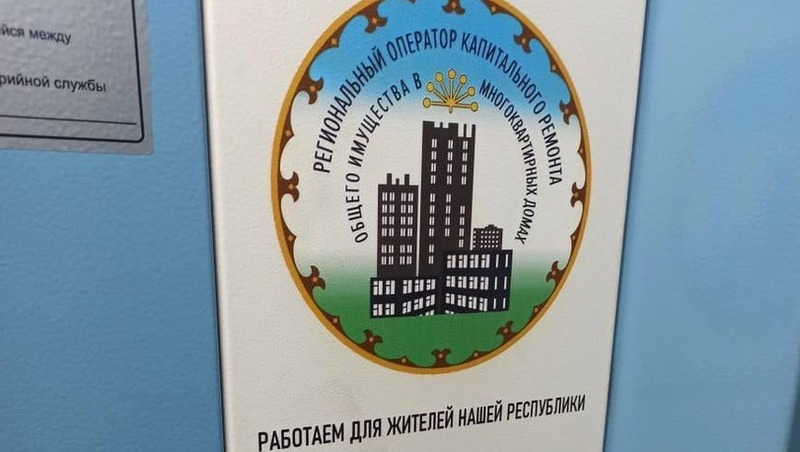 йся между
рийной службы
РЕГИОНАЛЬНЫЙ ОПЕРАТОР КАПИТАЛЬНОГО РЕМОНТА
ОБЩЕГО ИМУЩЕСТВА В МНОГОКВАРТИРНЫХ ДОМАХ
РАБОТАЕМ ДЛЯ ЖИТЕЛЕЙ НАШЕЙ РЕСПУБЛИКИ